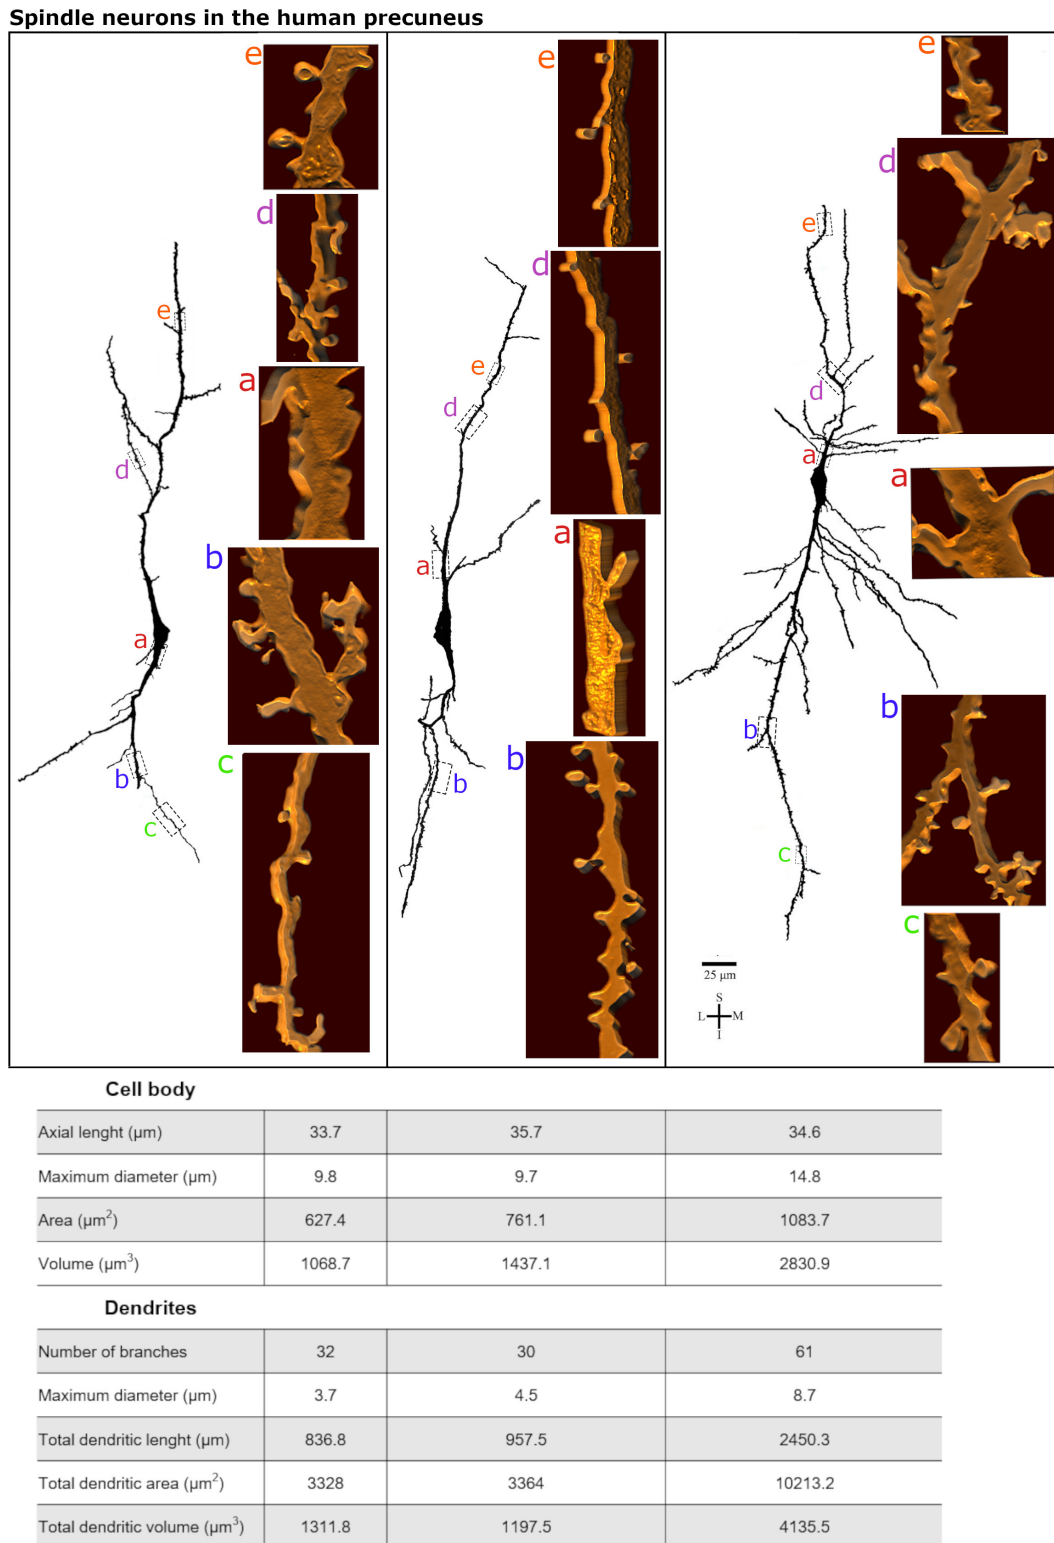 Spindle neurons in the human precuneus
e
d
a
b
c
e
d
a
b
c
e
d
a
b
e
d
a
b
e
d
a
b
c
e
d
a
b
c
25 µm
S
L M
I
Cell body
Axial lenght (µm) 33.7 35.7 34.6
Maximum diameter (µm) 9.8 9.7 14.8
Area (µm²) 627.4 761.1 1083.7
Volume (µm³) 1068.7 1437.1 2830.9
Dendrites
Number of branches 32 30 61
Maximum diameter (µm) 3.7 4.5 8.7
Total dendritic lenght (µm) 836.8 957.5 2450.3
Total dendritic area (µm²) 3328 3364 10213.2
Total dendritic volume (µm³) 1311.8 1197.5 4135.5